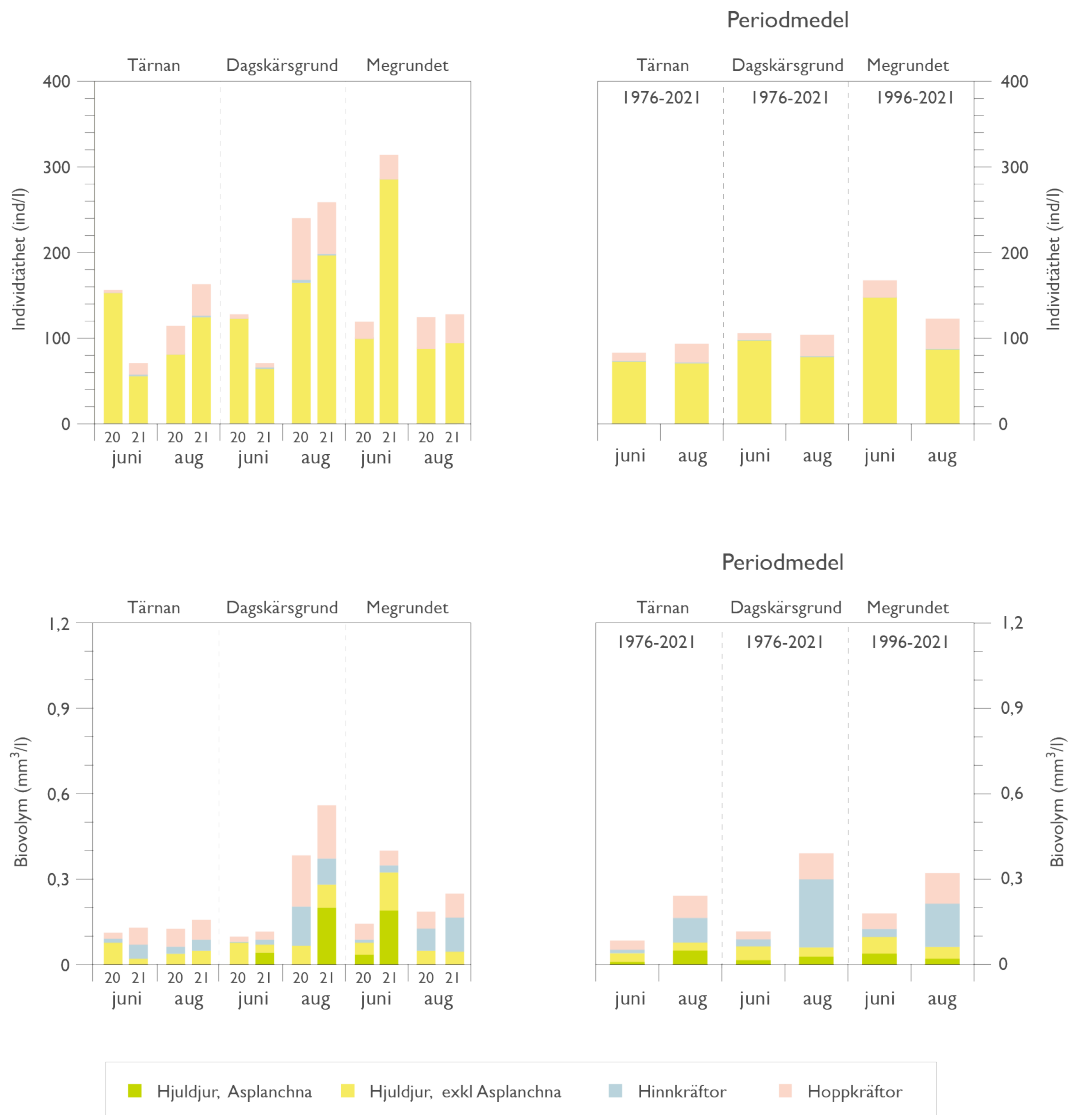 Periodmedel
Tärnan Dagskärsgrund Megrundet
Tärnan Dagskärsgrund Megrundet
400
300
200
100
0
Individtäthet (ind/l)
20 21 20 21 20 21 20 21 20 21 20 21
juni aug juni aug juni aug
1976-2021 1976-2021 1996-2021
400
300
200
100
0
Individtäthet (ind/l)
juni aug juni aug juni aug
Periodmedel
Tärnan Dagskärsgrund Megrundet
Tärnan Dagskärsgrund Megrundet
1,2
0,9
0,6
0,3
0
Biovolym (mm³/l)
20 21 20 21 20 21 20 21 20 21 20 21
juni aug juni aug juni aug
1976-2021 1976-2021 1996-2021
1,2
0,9
0,6
0,3
0
Biovolym (mm³/l)
juni aug juni aug juni aug
Hjuldjur, Asplanchna Hjuldjur, exkl Asplanchna Hinnkräftor Hoppkräftor